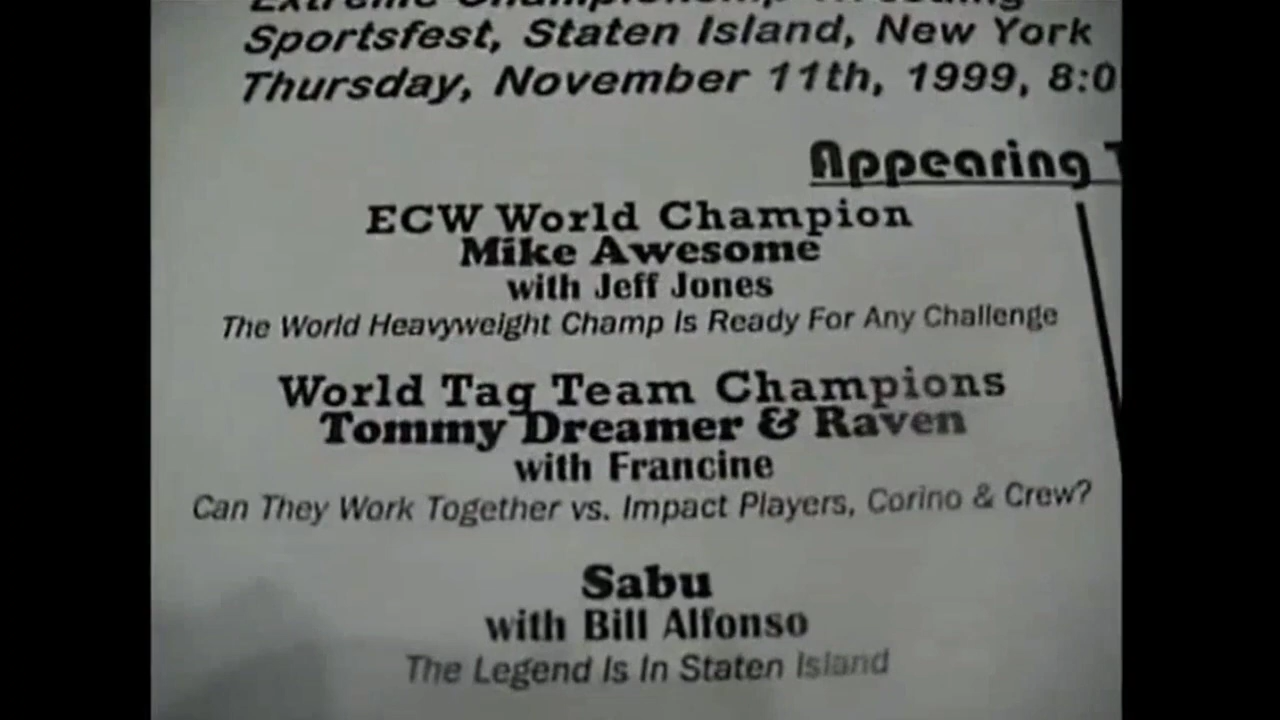 Extreme Championship Wrestling
Sportsfest, Staten Island, New York
Thursday, November 11th, 1999, 8:0
Appearing T
ECW World Champion
Mike Awesome
with Jeff Jones
The World Heavyweight Champ Is Ready For Any Challenge
World Tag Team Champions
Tommy Dreamer & Raven
with Francine
Can They Work Together vs. Impact Players, Corino & Crew?
Sabu
with Bill Alfonso
The Legend Is In Staten Island